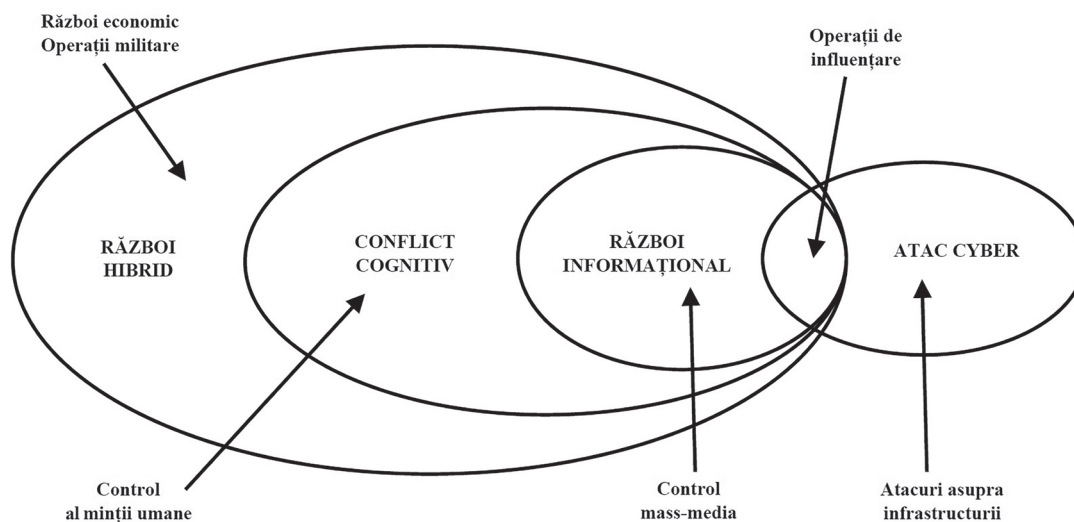 Război economic
Operații militare
Operații de
influențare
RĂZBOI
HIBRID
CONFLICT
COGNITIV
RĂZBOI
INFORMAȚIONAL
ATAC CYBER
Control
al minții umane
Control
mass-media
Atacuri asupra
infrastructurii